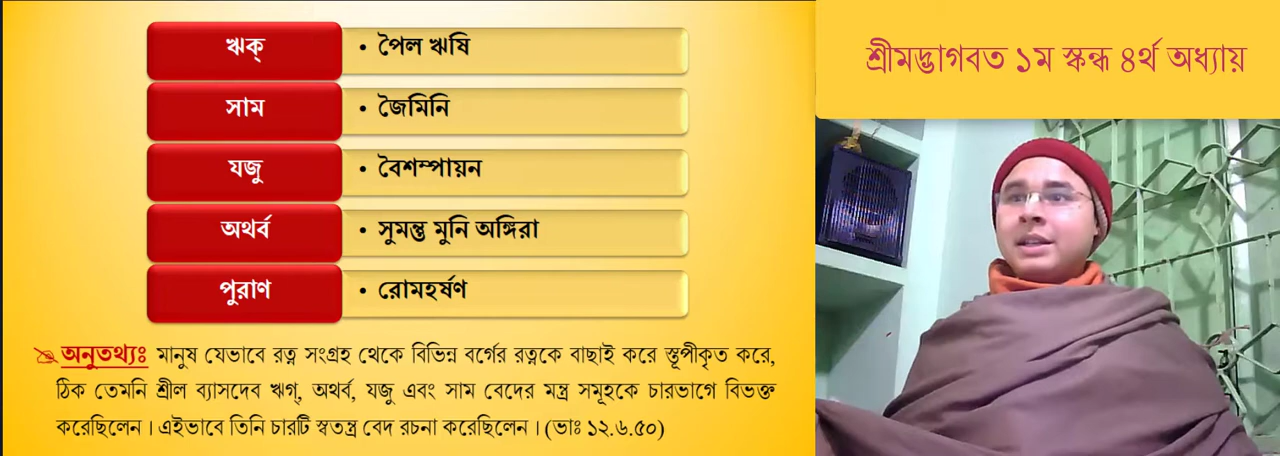 ঋক্ • পৈল ঋষি
সাম • জৈমিনি
যজু • বৈশম্পায়ন
অথর্ব • সুমন্ত মুনি অঙ্গিরা
পুরাণ • রোমহর্ষণ
অনুতথ্যঃ মানুষ যেভাবে রত্ন সংগ্রহ থেকে বিভিন্ন বর্গের রত্নকে বাছাই করে স্তূপীকৃত করে,
ঠিক তেমনি শ্রীল ব্যাসদেব ঋগ্, অথর্ব, যজু এবং সাম বেদের মন্ত্র সমূহকে চারভাগে বিভক্ত
করেছিলেন। এইভাবে তিনি চারটি স্বতন্ত্র বেদ রচনা করেছিলেন। (ভাঃ ১২.৬.৫০)
শ্রীমদ্ভাগবত ১ম স্কন্ধ ৪র্থ অধ্যায়